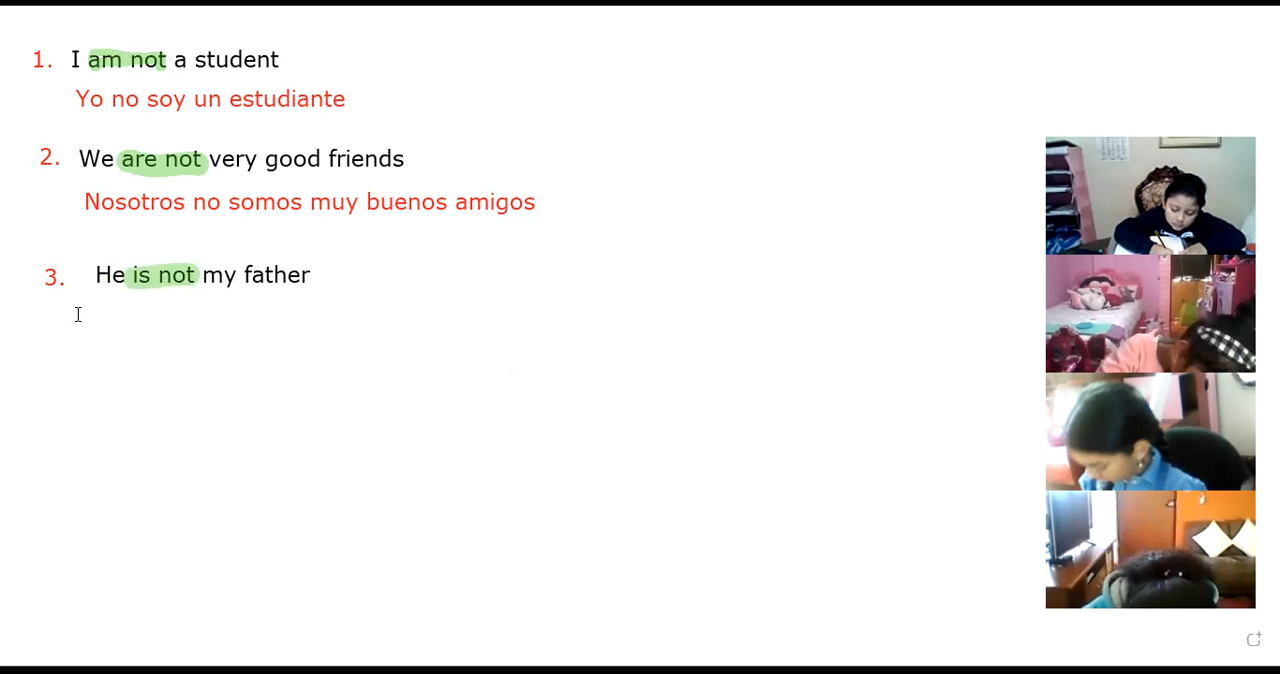 1. I am not a student
Yo no soy un estudiante
2. We are not very good friends
Nosotros no somos muy buenos amigos
3. He is not my father